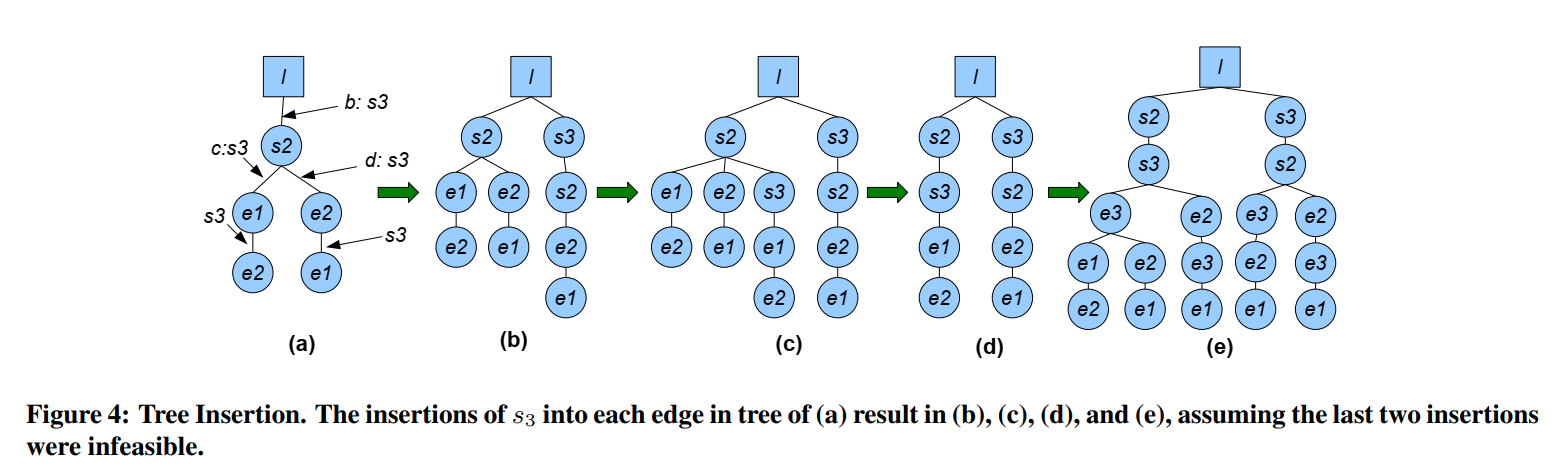 l
b: s3
s2
c:s3
d: s3
e1
e2
s3
s3
e2
e1
(a)
l
s2
s3
e1
e2
s2
e2
e1
e2
e1
(b)
l
s2
s3
e1
e2
s3
s2
e2
e1
e1
e2
e2
e1
(c)
l
s2
s3
s3
s2
e1
e2
e2
e1
(d)
l
s2
s3
s3
s2
e3
e2
e3
e2
e1
e2
e3
e2
e3
e2
e1
e1
e1
e1
(e)
Figure 4: Tree Insertion. The insertions of s3 into each edge in tree of (a) result in (b), (c), (d), and (e), assuming the last two insertions
were infeasible.